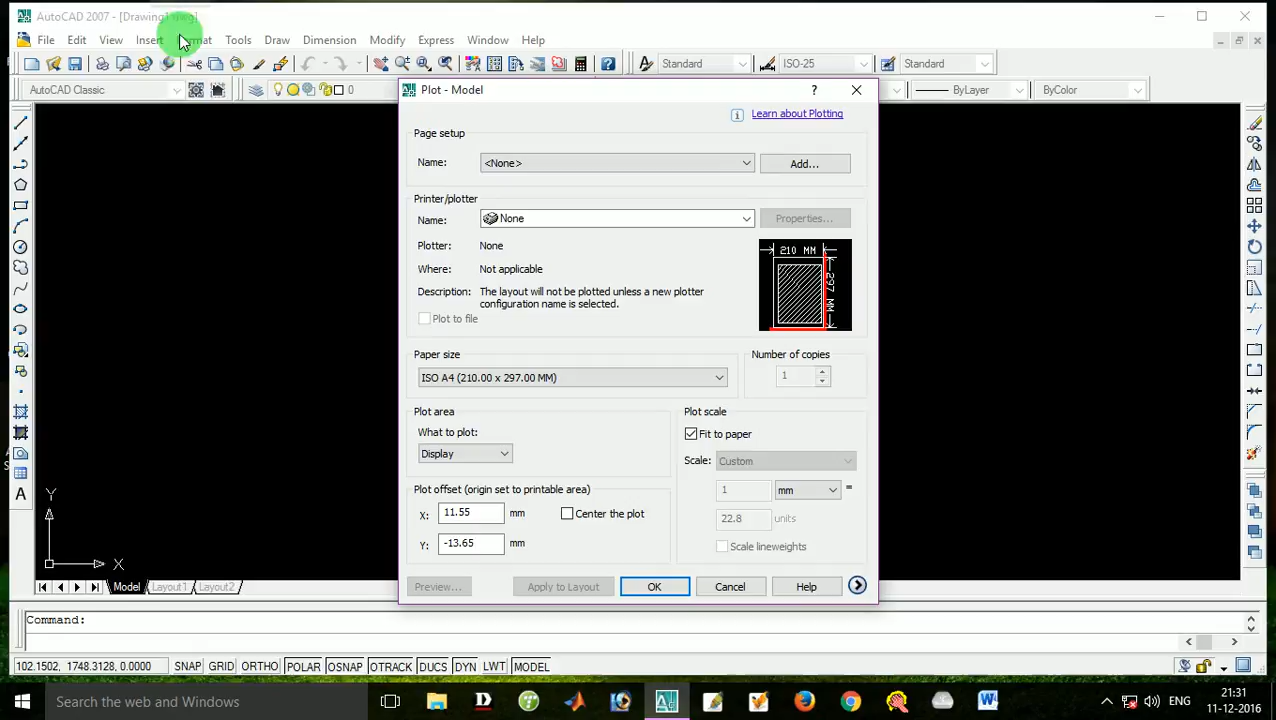 AutoCAD 2007 - [Drawing1.dwg]
File Edit View Insert Format Tools Draw Dimension Modify Express Window Help
Standard ISO-25 Standard
AutoCAD Classic 0 ByLayer ByColor
Plot - Model
Learn about Plotting
Page setup
Name: <None> Add...
Printer/plotter
Name: None Properties...
Plotter: None
Where: Not applicable
Description: The layout will not be plotted unless a new plotter
configuration name is selected.
Plot to file
210 MM
297 MM
Paper size
ISO A4 (210.00 x 297.00 MM)
Number of copies
1
Plot area
What to plot:
Display
Plot scale
Fit to paper
Scale: Custom
1 mm =
22.8 units
Scale lineweights
Plot offset (origin set to printable area)
X: 11.55 mm Center the plot
Y: -13.65 mm
Preview... Apply to Layout OK Cancel Help
Y
X
A
Model Layout1 Layout2
Command:
102.1502, 1748.3128, 0.0000 SNAP GRID ORTHO POLAR OSNAP OTRACK DUCS DYN LWT MODEL
Search the web and Windows
ENG
21:31
11-12-2016